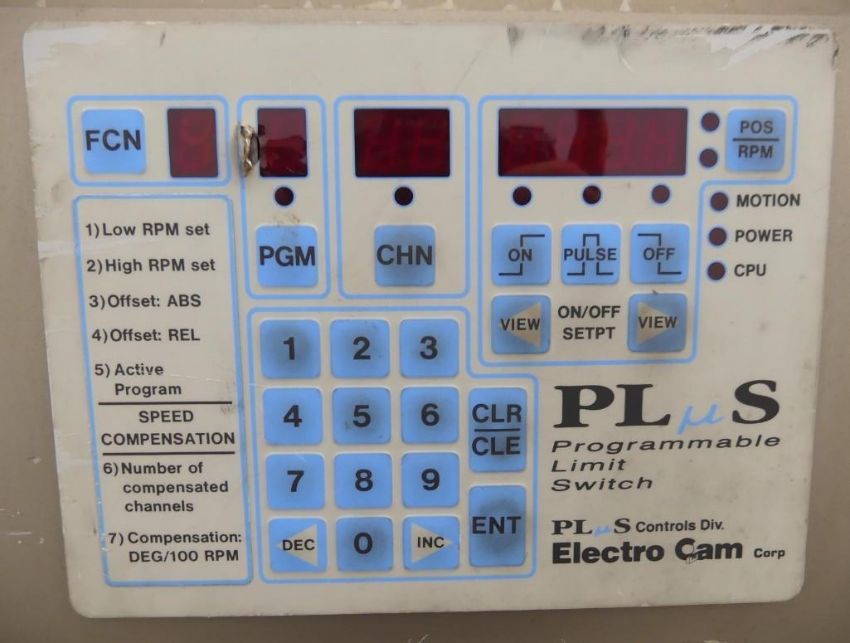 FCN
POS
RPM
MOTION
POWER
CPU
PGM
CHN
ON
PULSE
OFF
VIEW
ON/OFF
SETPT
VIEW
1) Low RPM set
2) High RPM set
3) Offset: ABS
4) Offset: REL
5) Active
Program
SPEED
COMPENSATION
6) Number of
compensated
channels
7) Compensation:
DEG/100 RPM
1 2 3
4 5 6
CLR
CLE
7 8 9
DEC 0 INC
ENT
PLµS
Programmable
Limit
Switch
PLµS Controls Div.
Electro Cam Corp